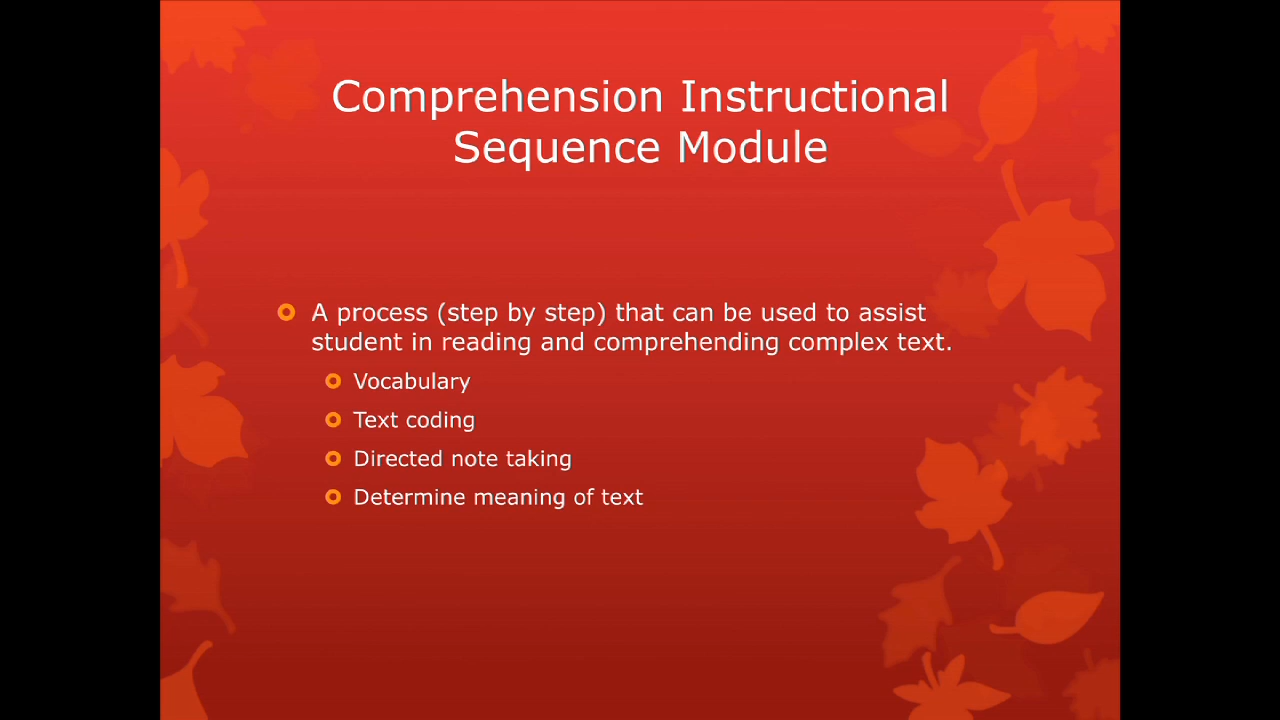 Comprehension Instructional
Sequence Module
A process (step by step) that can be used to assist
student in reading and comprehending complex text.
Vocabulary
Text coding
Directed note taking
Determine meaning of text